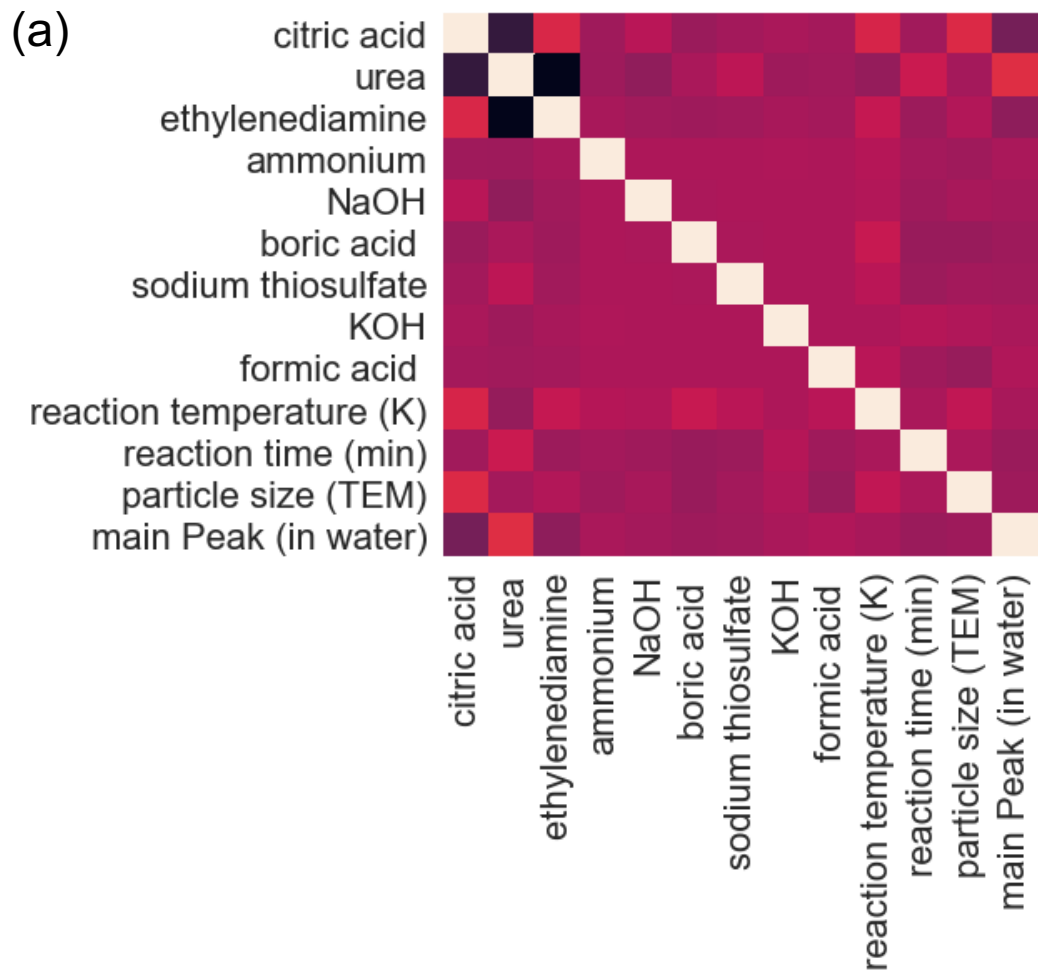 (a)
citric acid
urea
ethylenediamine
ammonium
NaOH
boric acid
sodium thiosulfate
KOH
formic acid
reaction temperature (K)
reaction time (min)
particle size (TEM)
main Peak (in water)
citric acid
urea
ethylenediamine
ammonium
NaOH
boric acid
sodium thiosulfate
KOH
formic acid
reaction temperature (K)
reaction time (min)
particle size (TEM)
main Peak (in water)